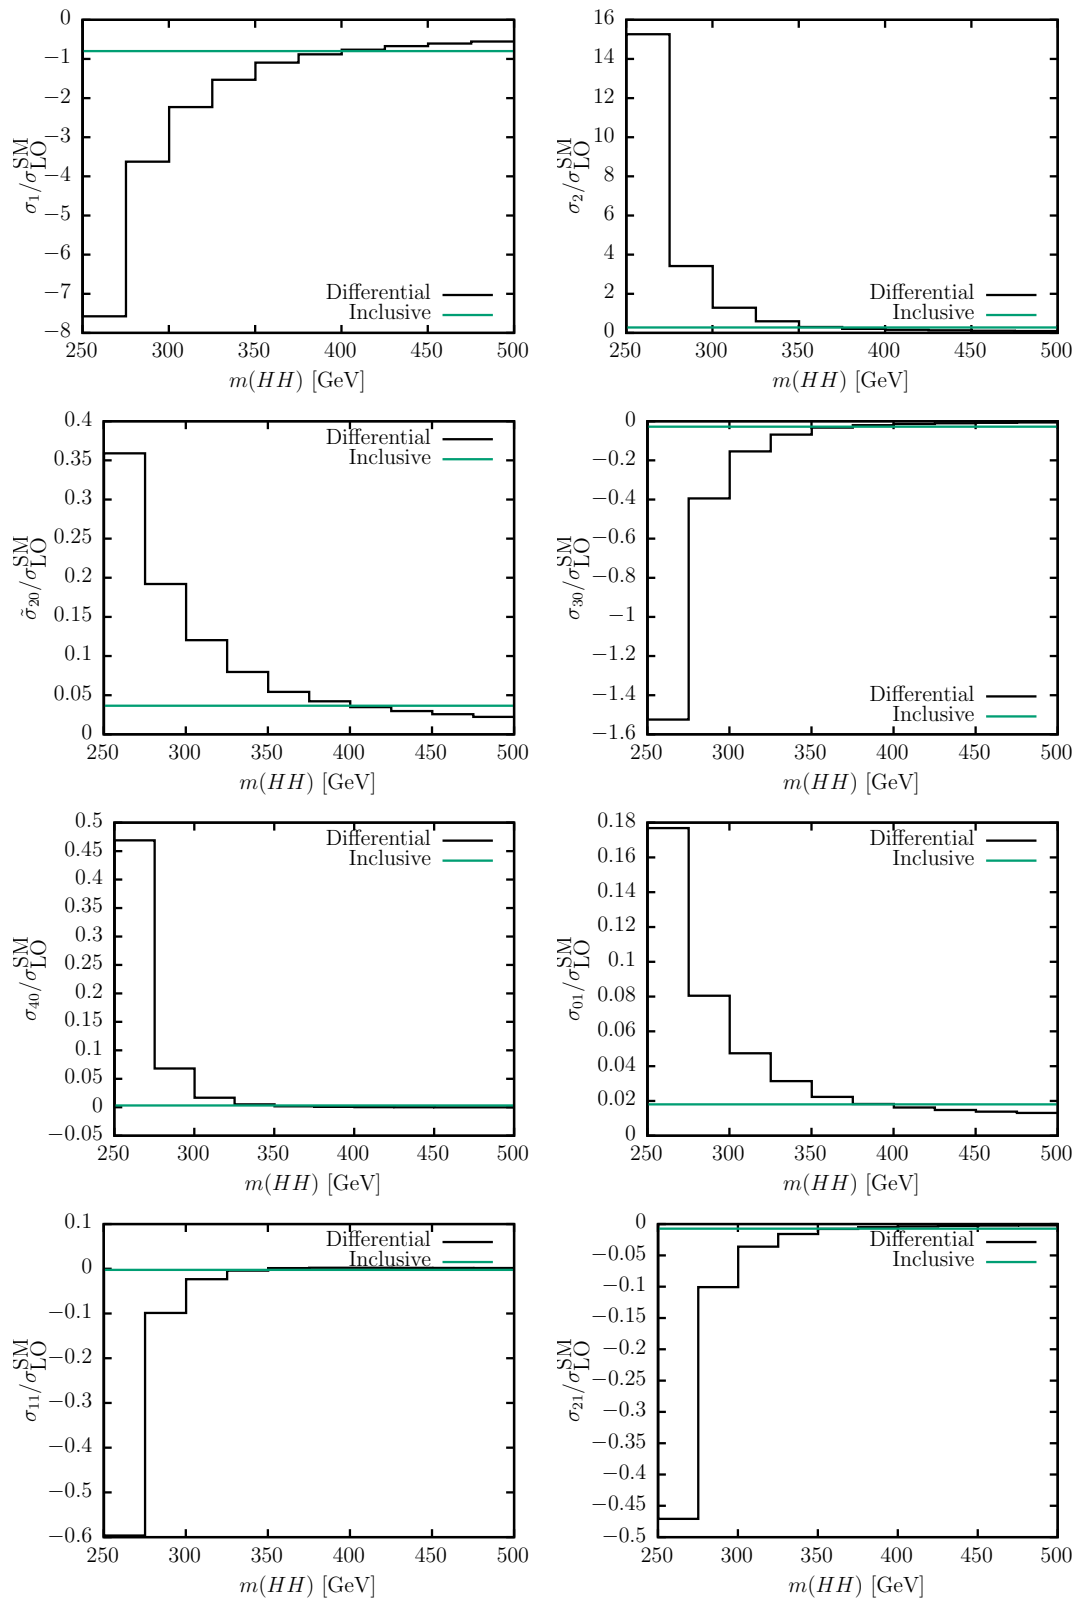 0
−1
−2
−3
−4
−5
−6
−7
−8
σ₁/σ_LO^SM
Differential
Inclusive
250 300 350 400 450 500
m(HH) [GeV]
16
14
12
10
8
6
4
2
0
σ₂/σ_LO^SM
Differential
Inclusive
250 300 350 400 450 500
m(HH) [GeV]
0.4
0.35
0.3
0.25
0.2
0.15
0.1
0.05
0
σ̃₂₀/σ_LO^SM
Differential
Inclusive
250 300 350 400 450 500
m(HH) [GeV]
0
−0.2
−0.4
−0.6
−0.8
−1
−1.2
−1.4
−1.6
σ₃₀/σ_LO^SM
Differential
Inclusive
250 300 350 400 450 500
m(HH) [GeV]
0.5
0.45
0.4
0.35
0.3
0.25
0.2
0.15
0.1
0.05
0
−0.05
σ₄₀/σ_LO^SM
Differential
Inclusive
250 300 350 400 450 500
m(HH) [GeV]
0.18
0.16
0.14
0.12
0.1
0.08
0.06
0.04
0.02
0
σ₀₁/σ_LO^SM
Differential
Inclusive
250 300 350 400 450 500
m(HH) [GeV]
0.1
0
−0.1
−0.2
−0.3
−0.4
−0.5
−0.6
σ₁₁/σ_LO^SM
Differential
Inclusive
250 300 350 400 450 500
m(HH) [GeV]
0
−0.05
−0.1
−0.15
−0.2
−0.25
−0.3
−0.35
−0.4
−0.45
−0.5
σ₂₁/σ_LO^SM
Differential
Inclusive
250 300 350 400 450 500
m(HH) [GeV]